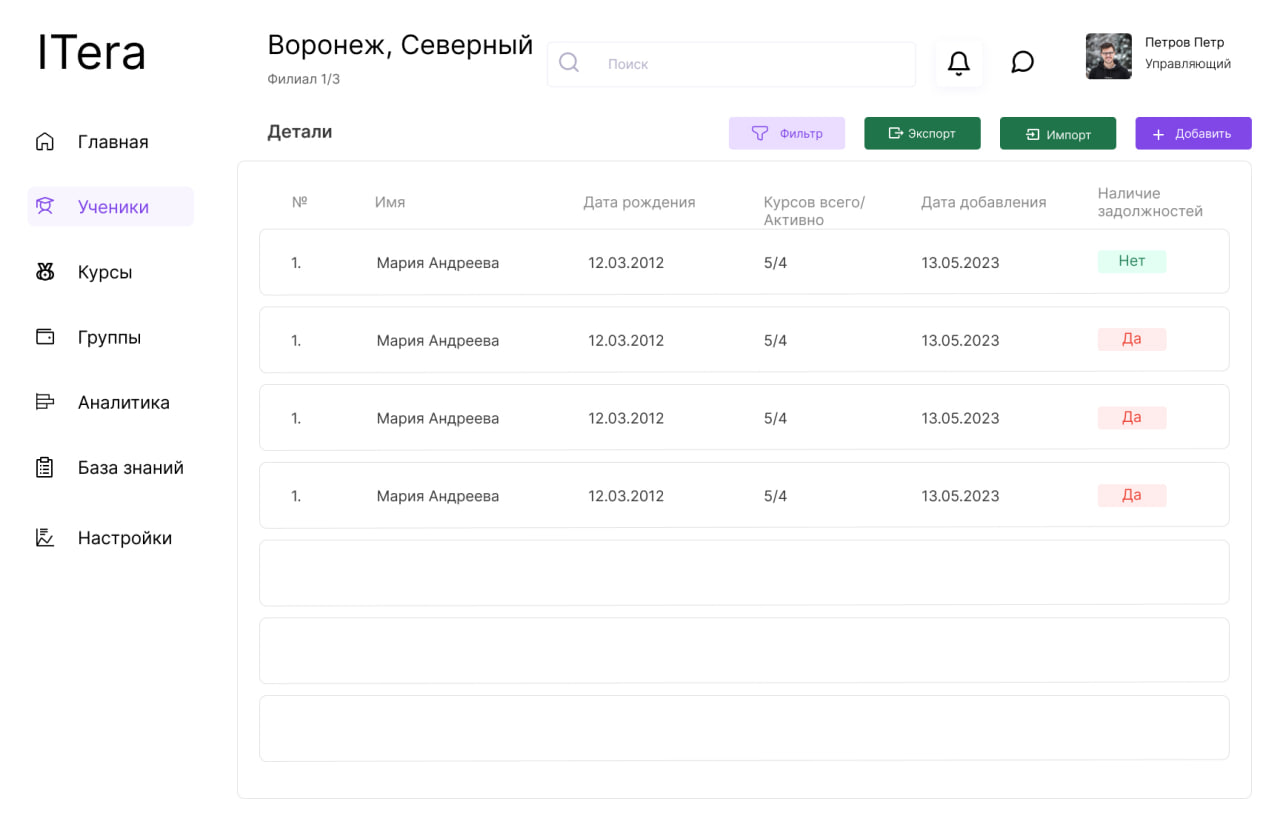 ITera
Воронеж, Северный
Филиал 1/3
Поиск
Петров Петр
Управляющий
Главная
Ученики
Курсы
Группы
Аналитика
База знаний
Настройки
Детали
Фильтр
Экспорт
Импорт
+ Добавить
№ Имя Дата рождения Курсов всего/ Дата добавления Наличие
Активно задолжностей
1. Мария Андреева 12.03.2012 5/4 13.05.2023 Нет
1. Мария Андреева 12.03.2012 5/4 13.05.2023 Да
1. Мария Андреева 12.03.2012 5/4 13.05.2023 Да
1. Мария Андреева 12.03.2012 5/4 13.05.2023 Да